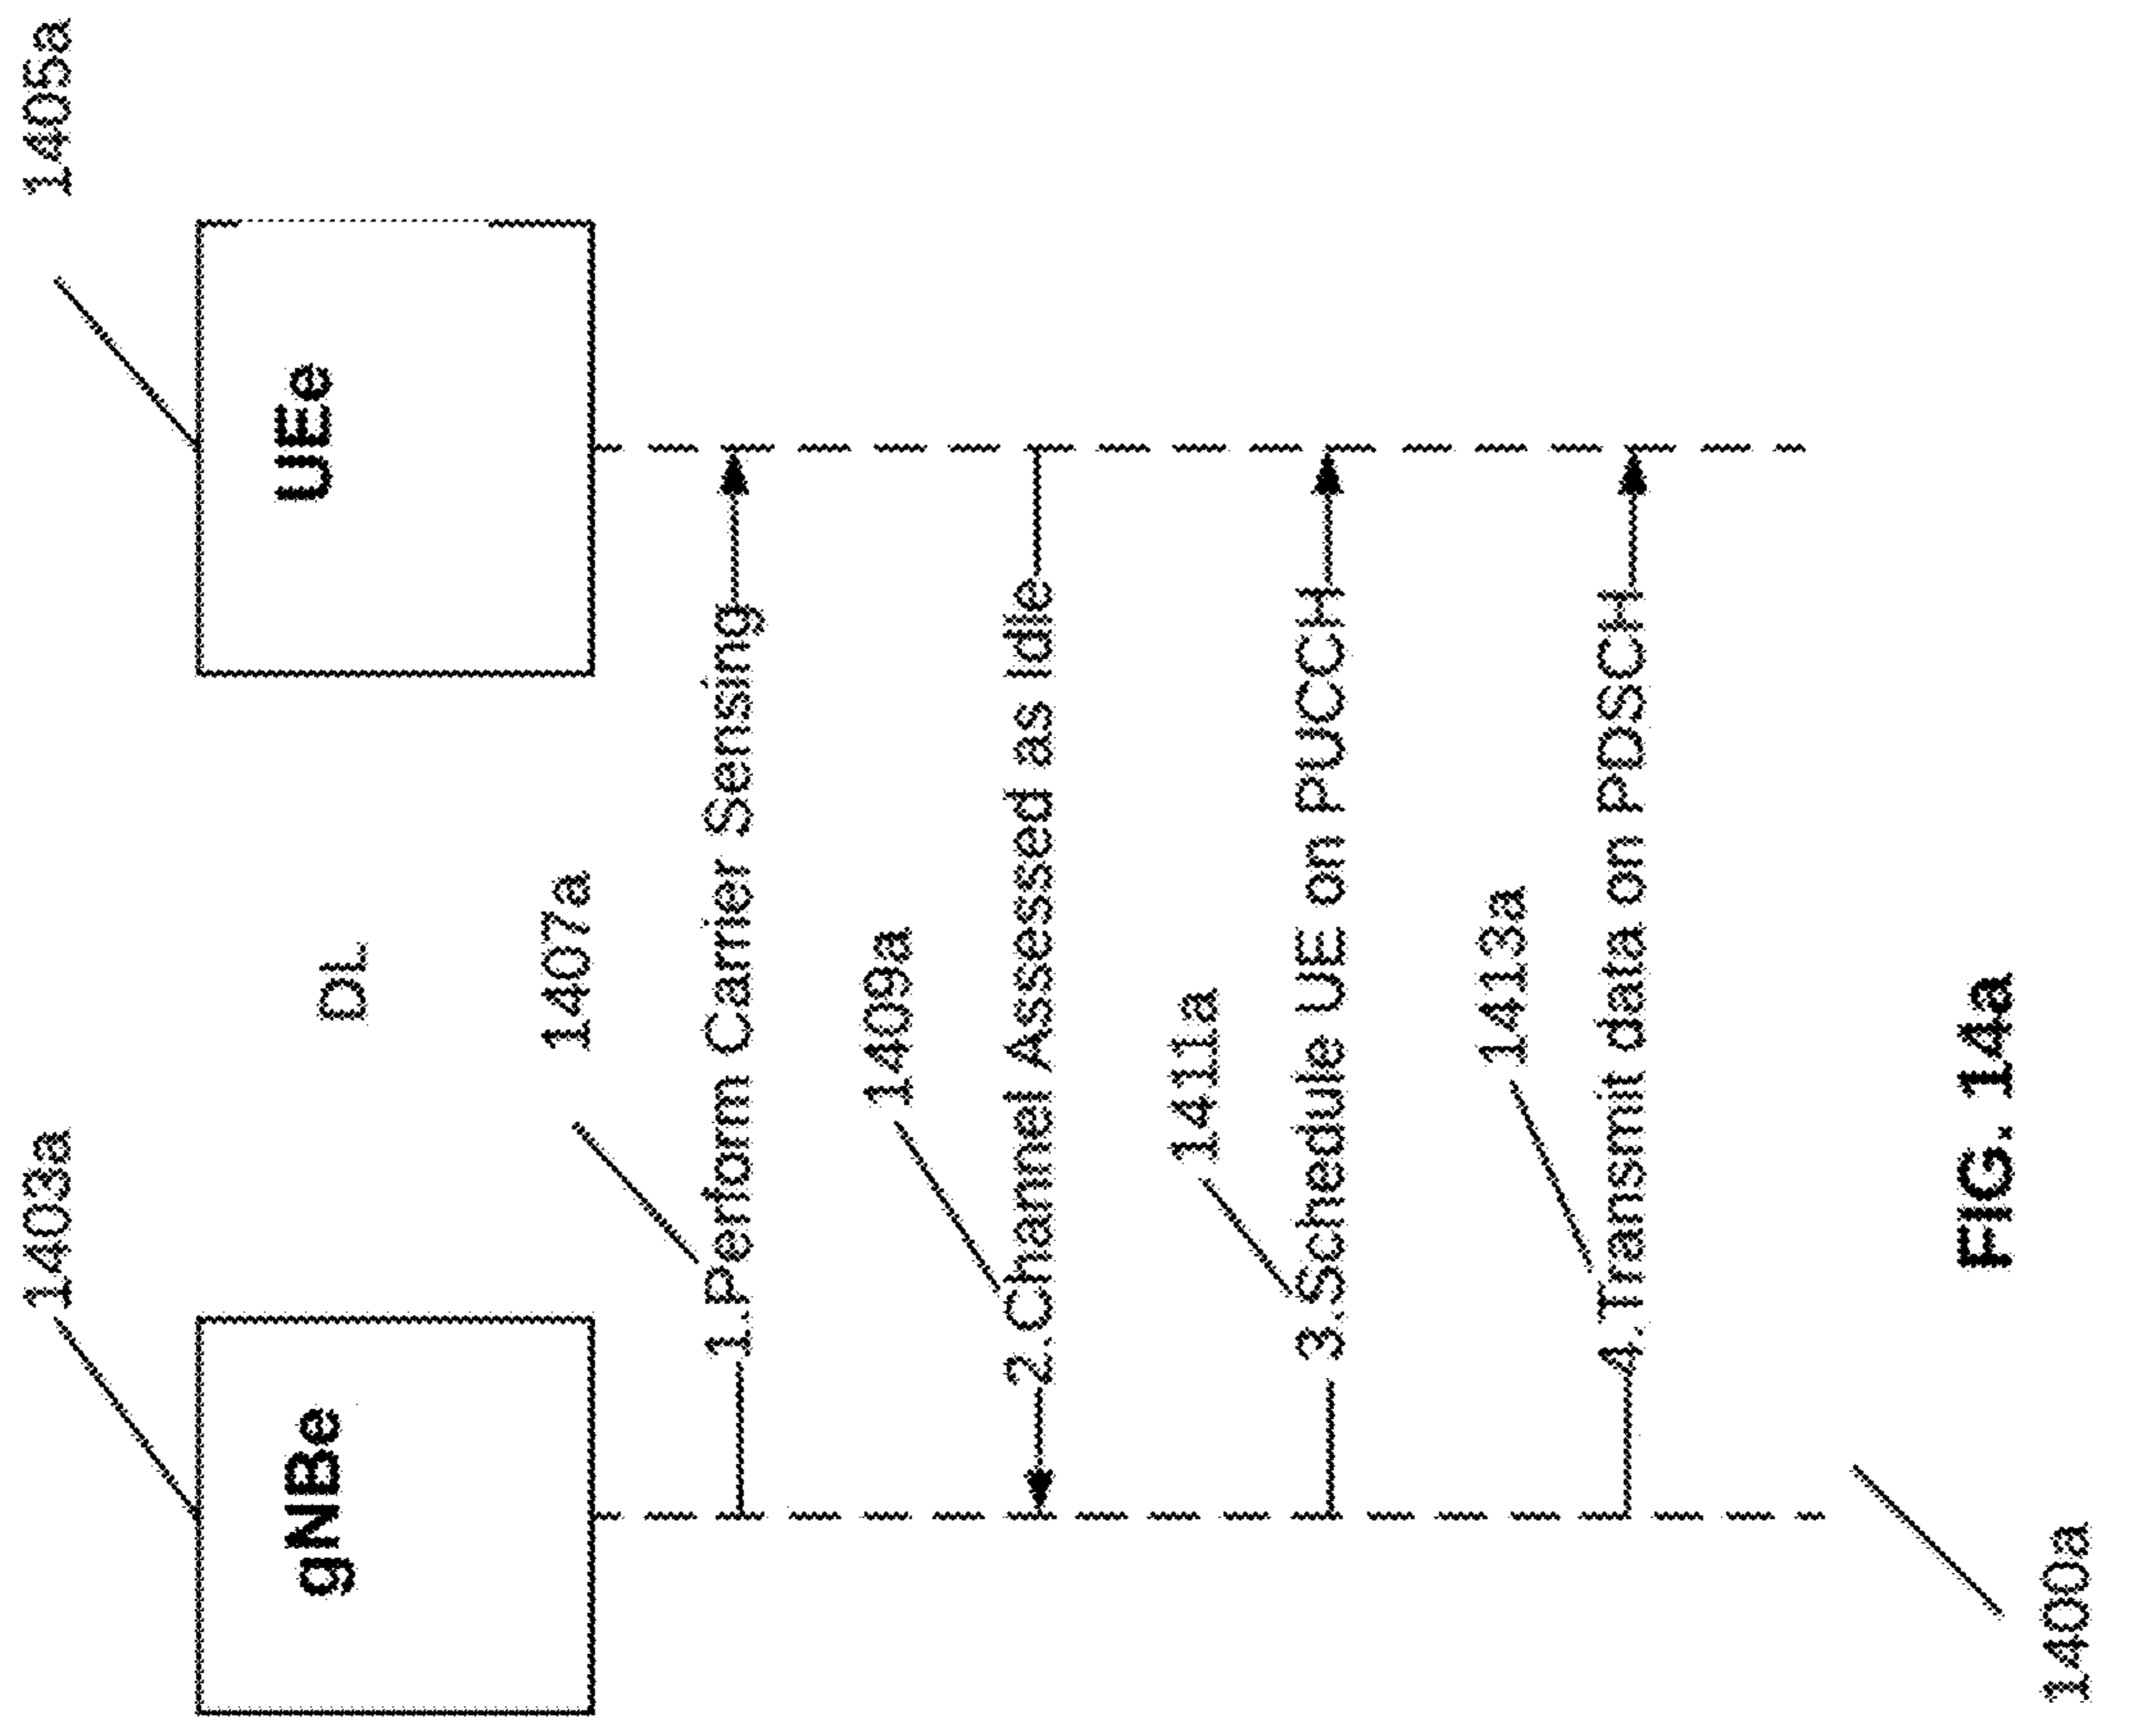 1403a
1405a
gNBe
DL
UEe
1407a
1.Perform Carrier Sensing
1409a
2.Channel Assessed as Idle
1411a
3.Schedule UE on PUCCH
1413a
4.Transmit data on PDSCH
FIG. 14a
1400a